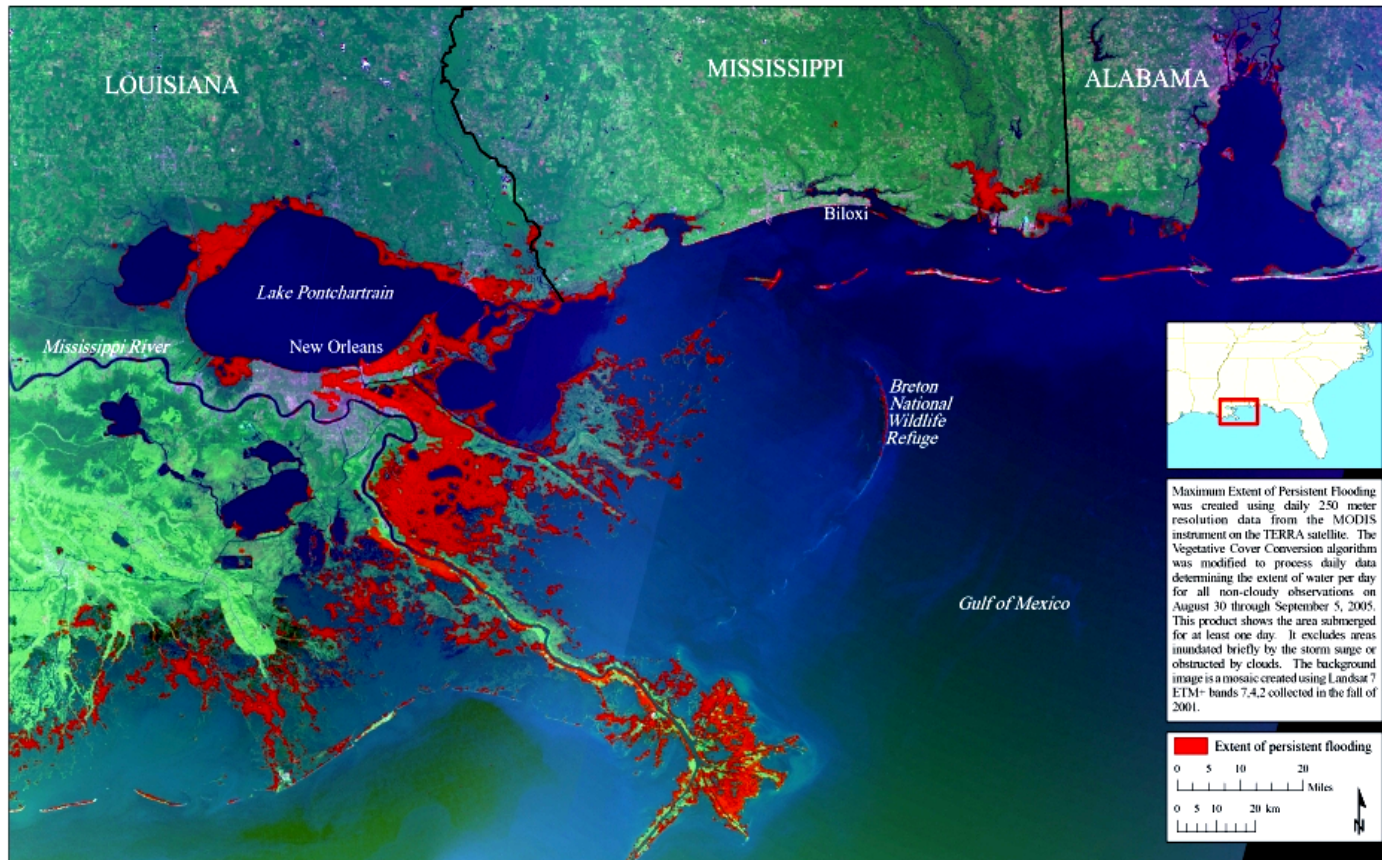 LOUISIANA
MISSISSIPPI
ALABAMA
Biloxi
Lake Pontchartrain
Mississippi River
New Orleans
Breton
National
Wildlife
Refuge
Gulf of Mexico
Maximum Extent of Persistent Flooding
was created using daily 250 meter
resolution data from the MODIS
instrument on the TERRA satellite. The
Vegetative Cover Conversion algorithm
was modified to process daily data
determining the extent of water per day
for all non-cloudy observations on
August 30 through September 5, 2005.
This product shows the area submerged
for at least one day. It excludes areas
inundated briefly by the storm surge or
obstructed by clouds. The background
image is a mosaic created using Landsat 7
ETM+ bands 7,4,2 collected in the fall of
2001.
Extent of persistent flooding
0 5 10 20
Miles
0 5 10 20 km
N